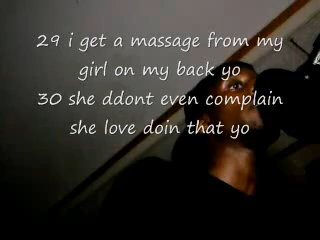 29 i get a massage from my
girl on my back yo
30 she ddont even complain
she love doin that yo